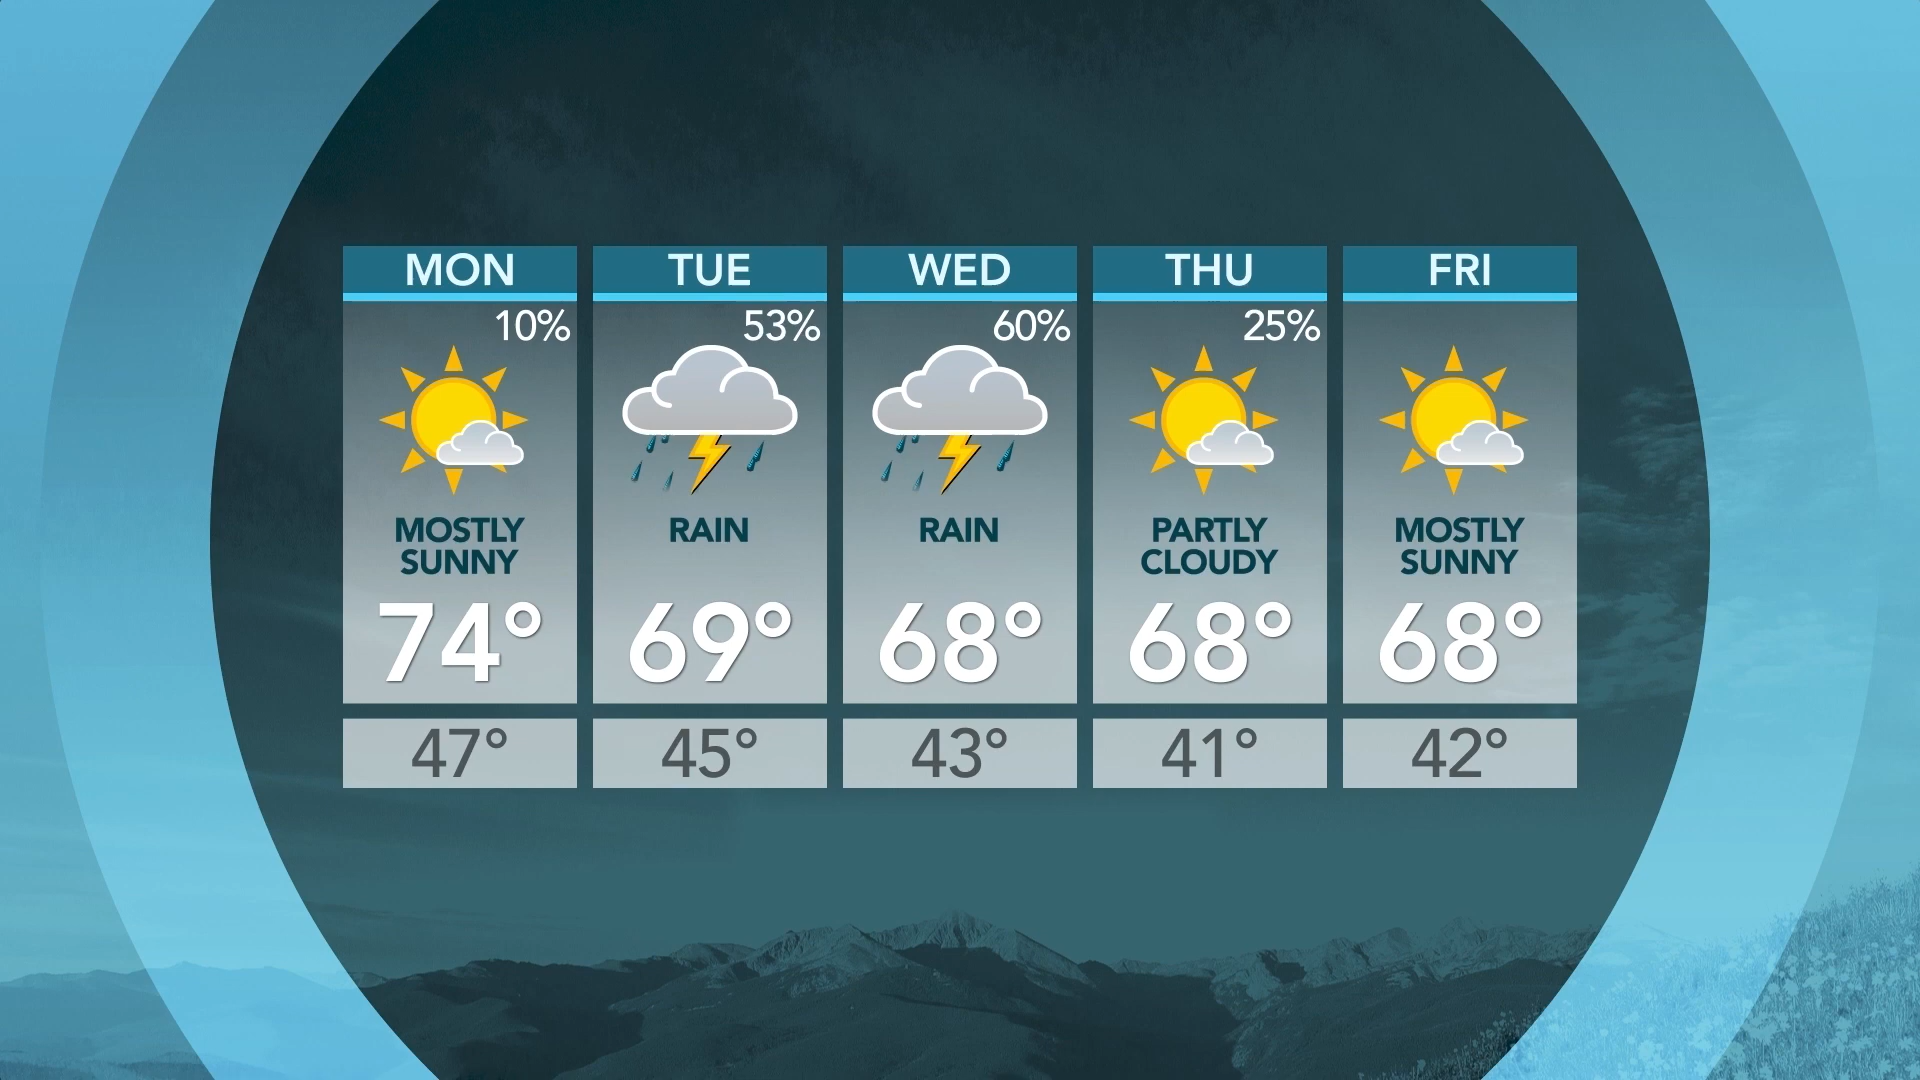 MON
10%
MOSTLY
SUNNY
74°
47°
TUE
53%
RAIN
69°
45°
WED
60%
RAIN
68°
43°
THU
25%
PARTLY
CLOUDY
68°
41°
FRI
MOSTLY
SUNNY
68°
42°